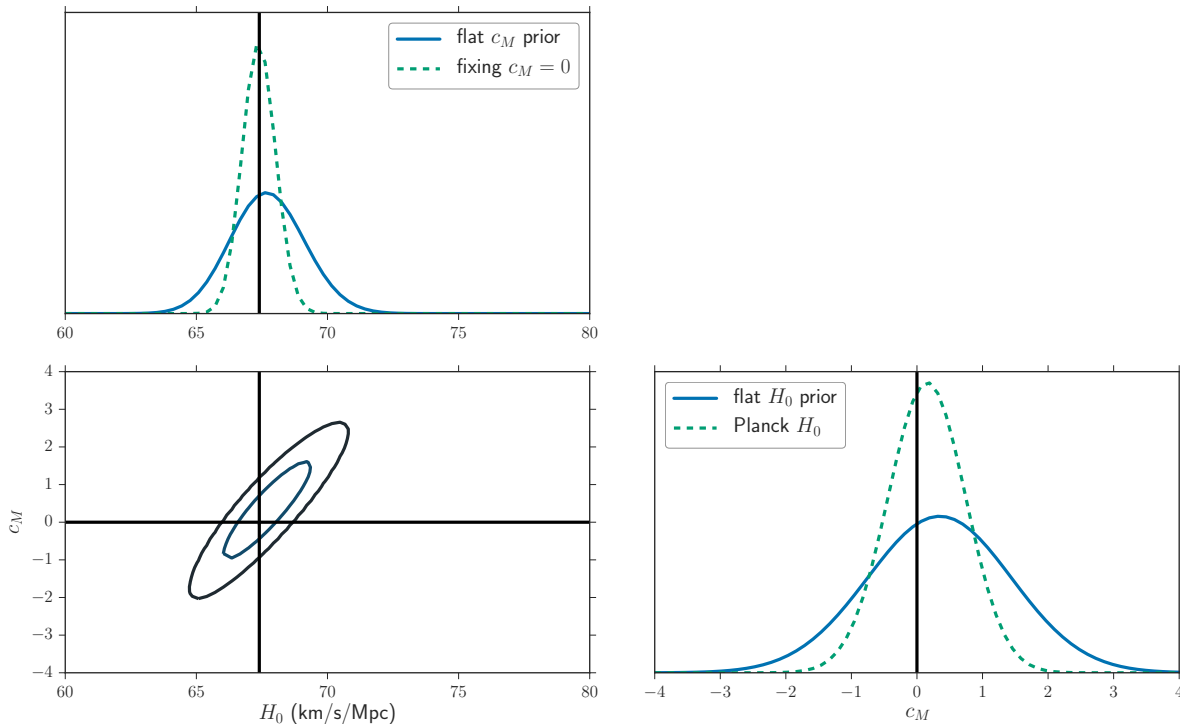 flat c_M prior
fixing c_M = 0
60 65 70 75 80
4
3
2
1
0
−1
−2
−3
−4
c_M
60 65 70 75 80
H_0 (km/s/Mpc)
flat H_0 prior
Planck H_0
−4 −3 −2 −1 0 1 2 3 4
c_M